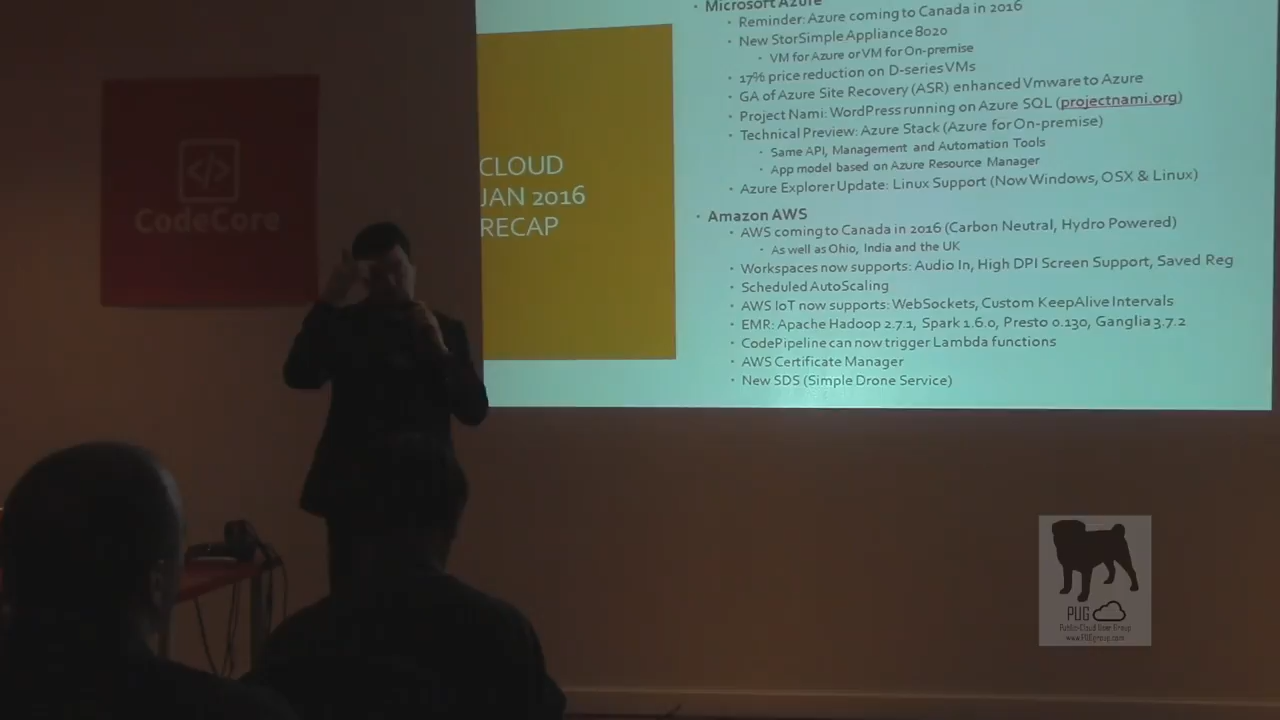 Microsoft Azure
Reminder: Azure coming to Canada in 2016
New StorSimple Appliance 8020
VM for Azure or VM for On-premise
17% price reduction on D-series VMs
GA of Azure Site Recovery (ASR) enhanced Vmware to Azure
Project Nami: WordPress running on Azure SQL (projectnami.org)
Technical Preview: Azure Stack (Azure for On-premise)
Same API, Management and Automation Tools
App model based on Azure Resource Manager
Azure Explorer Update: Linux Support (Now Windows, OSX & Linux)
Amazon AWS
AWS coming to Canada in 2016 (Carbon Neutral, Hydro Powered)
As well as Ohio, India and the UK
Workspaces now supports: Audio In, High DPI Screen Support, Saved Reg
Scheduled AutoScaling
AWS IoT now supports: WebSockets, Custom KeepAlive Intervals
EMR: Apache Hadoop 2.7.1, Spark 1.6.0, Presto 0.130, Ganglia 3.7.2
CodePipeline can now trigger Lambda functions
AWS Certificate Manager
New SDS (Simple Drone Service)
CLOUD
JAN 2016
RECAP
</>
CodeCore
PUG
Public-Cloud User Group
www.PUGgroup.com